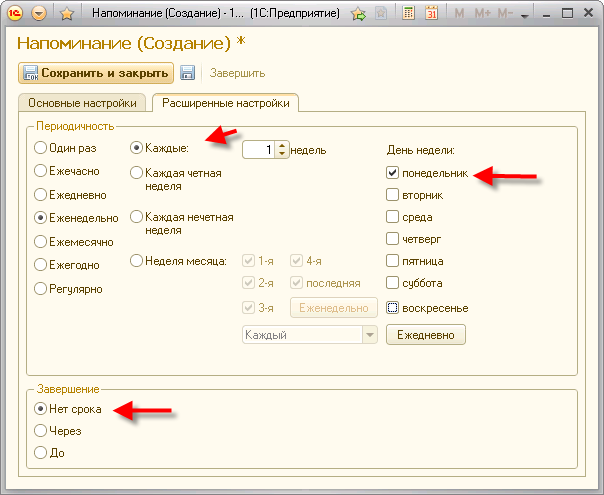 Напоминание (Создание) - 1... (1С:Предприятие)
M M+ M-
Напоминание (Создание) *
Сохранить и закрыть Завершить
Основные настройки Расширенные настройки
Периодичность
Один раз Каждые: 1 недель День недели:
Ежечасно Каждая четная неделя понедельник
Ежедневно вторник
Еженедельно Каждая нечетная неделя среда
Ежемесячно четверг
Ежегодно Неделя месяца: 1-я 4-я пятница
Регулярно 2-я последняя суббота
3-я Еженедельно воскресенье
Каждый Ежедневно
Завершение
Нет срока
Через
До